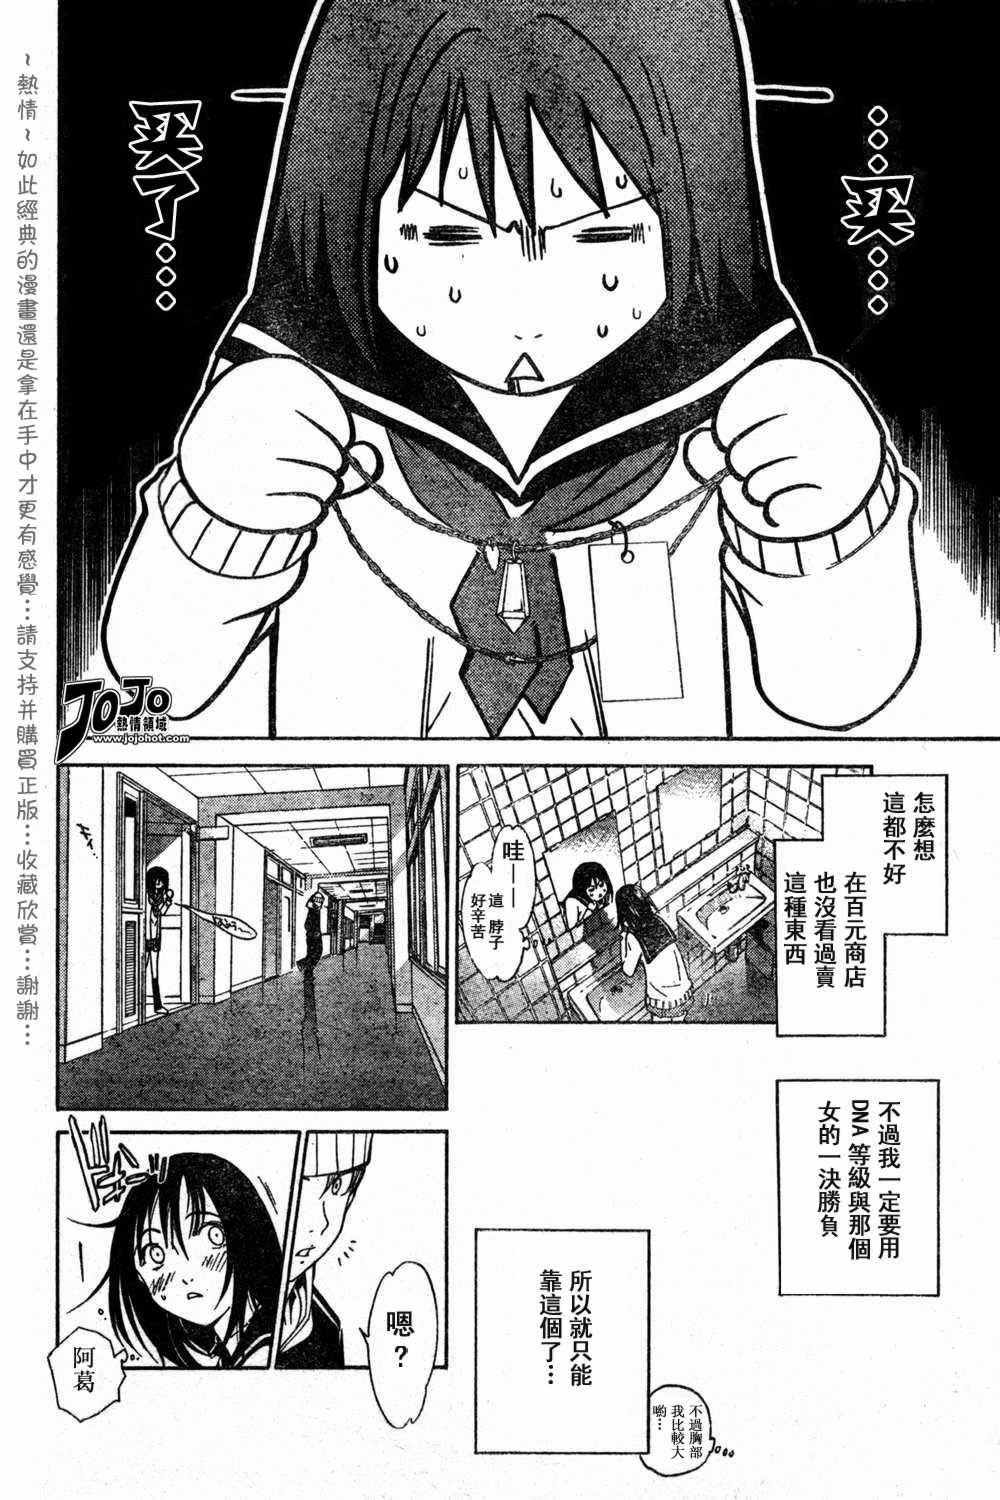 ……买……
买了……
怎麼想
這都不好
在百元商店
也沒看過賣
這種東西
哇——
這 脖子
好辛苦
不過我一定要用
DNA等級與那個
女的一決勝負
所以就只能
靠這個了…
不過胸部
我比較大
喲…
嗯？
阿葛
~熱情~如此經典的漫畫還是拿在手中才更有感覺…請支持并購買正版…收藏欣賞…謝謝…
JOJO
熱情領域
www.jojohot.com